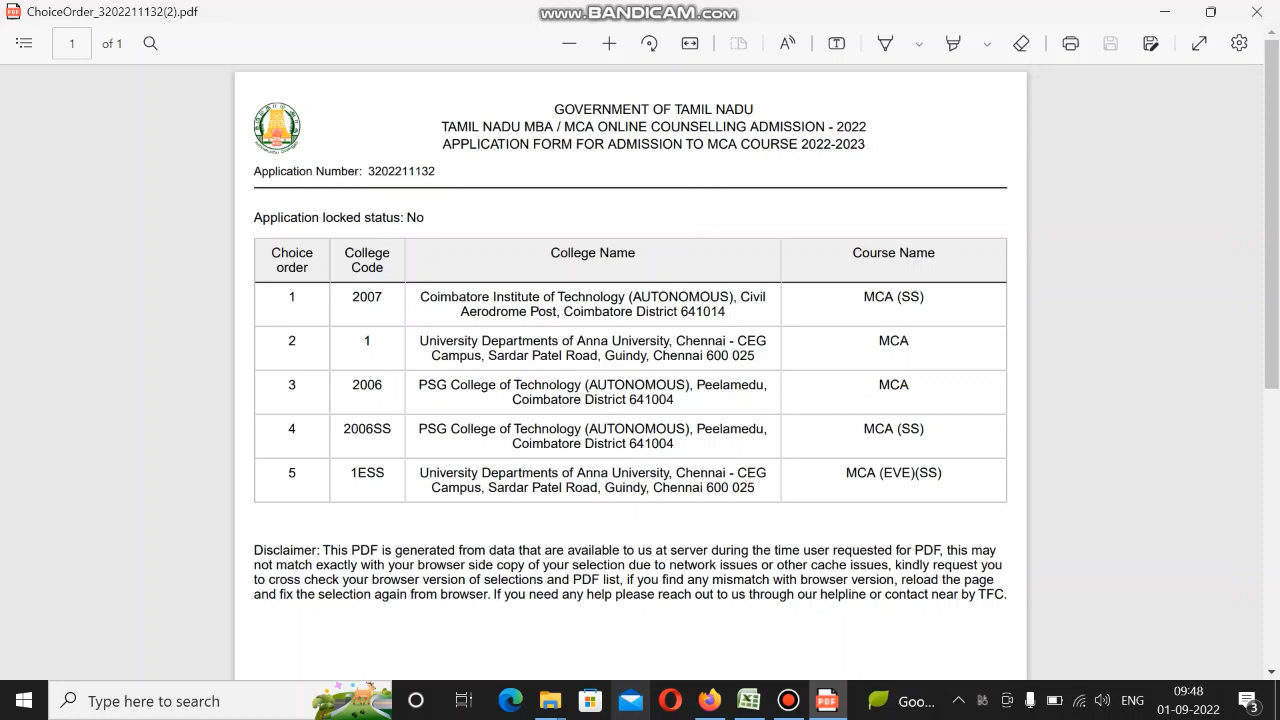 ChoiceOrder_3202211132(2).pdf
www.BANDICAM.com
1 of 1
GOVERNMENT OF TAMIL NADU
TAMIL NADU MBA / MCA ONLINE COUNSELLING ADMISSION - 2022
APPLICATION FORM FOR ADMISSION TO MCA COURSE 2022-2023
Application Number: 3202211132
Application locked status: No
Choice order College Code College Name Course Name
1 2007 Coimbatore Institute of Technology (AUTONOMOUS), Civil MCA (SS)
Aerodrome Post, Coimbatore District 641014
2 1 University Departments of Anna University, Chennai - CEG MCA
Campus, Sardar Patel Road, Guindy, Chennai 600 025
3 2006 PSG College of Technology (AUTONOMOUS), Peelamedu, MCA
Coimbatore District 641004
4 2006SS PSG College of Technology (AUTONOMOUS), Peelamedu, MCA (SS)
Coimbatore District 641004
5 1ESS University Departments of Anna University, Chennai - CEG MCA (EVE)(SS)
Campus, Sardar Patel Road, Guindy, Chennai 600 025
Disclaimer: This PDF is generated from data that are available to us at server during the time user requested for PDF, this may
not match exactly with your browser side copy of your selection due to network issues or other cache issues, kindly request you
to cross check your browser version of selections and PDF list, if you find any mismatch with browser version, reload the page
and fix the selection again from browser. If you need any help please reach out to us through our helpline or contact near by TFC.
Type here to search
Goo...
ENG
09:48
01-09-2022
3